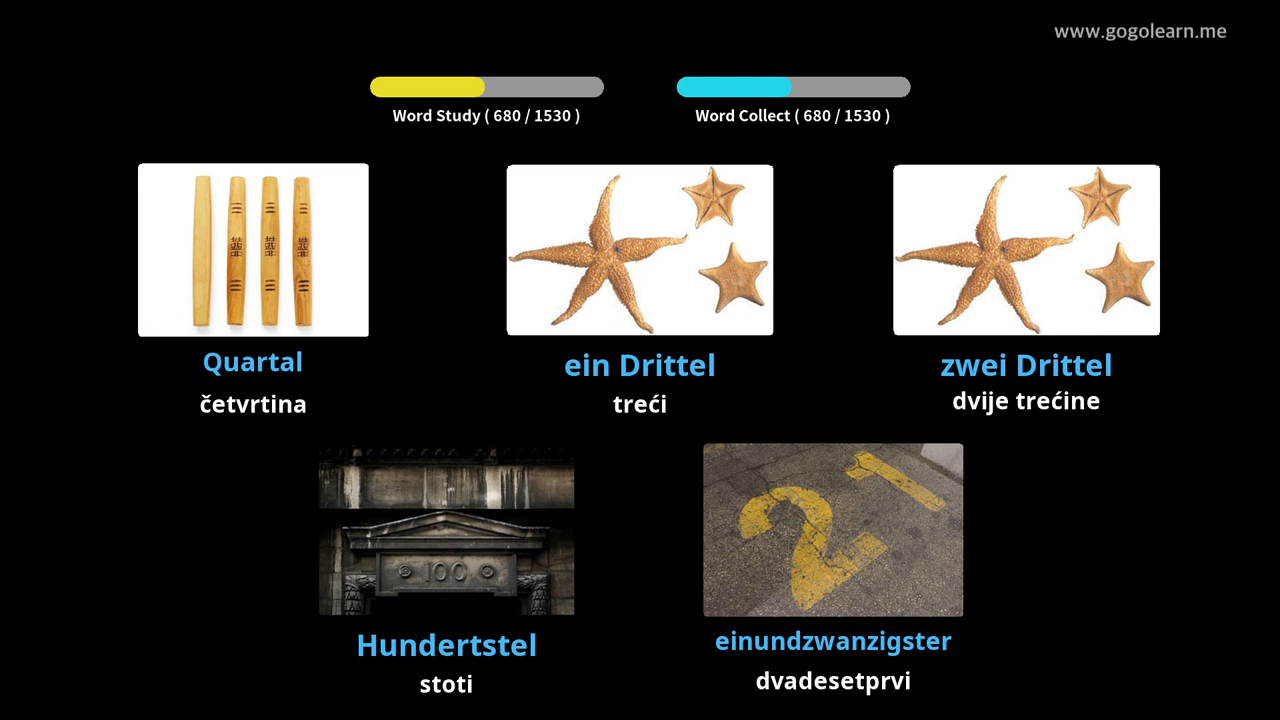 www.gogolearn.me
Word Study ( 680 / 1530 )
Word Collect ( 680 / 1530 )
Quartal
četvrtina
ein Drittel
treći
zwei Drittel
dvije trećine
100
21
Hundertstel
stoti
einundzwanzigster
dvadesetprvi